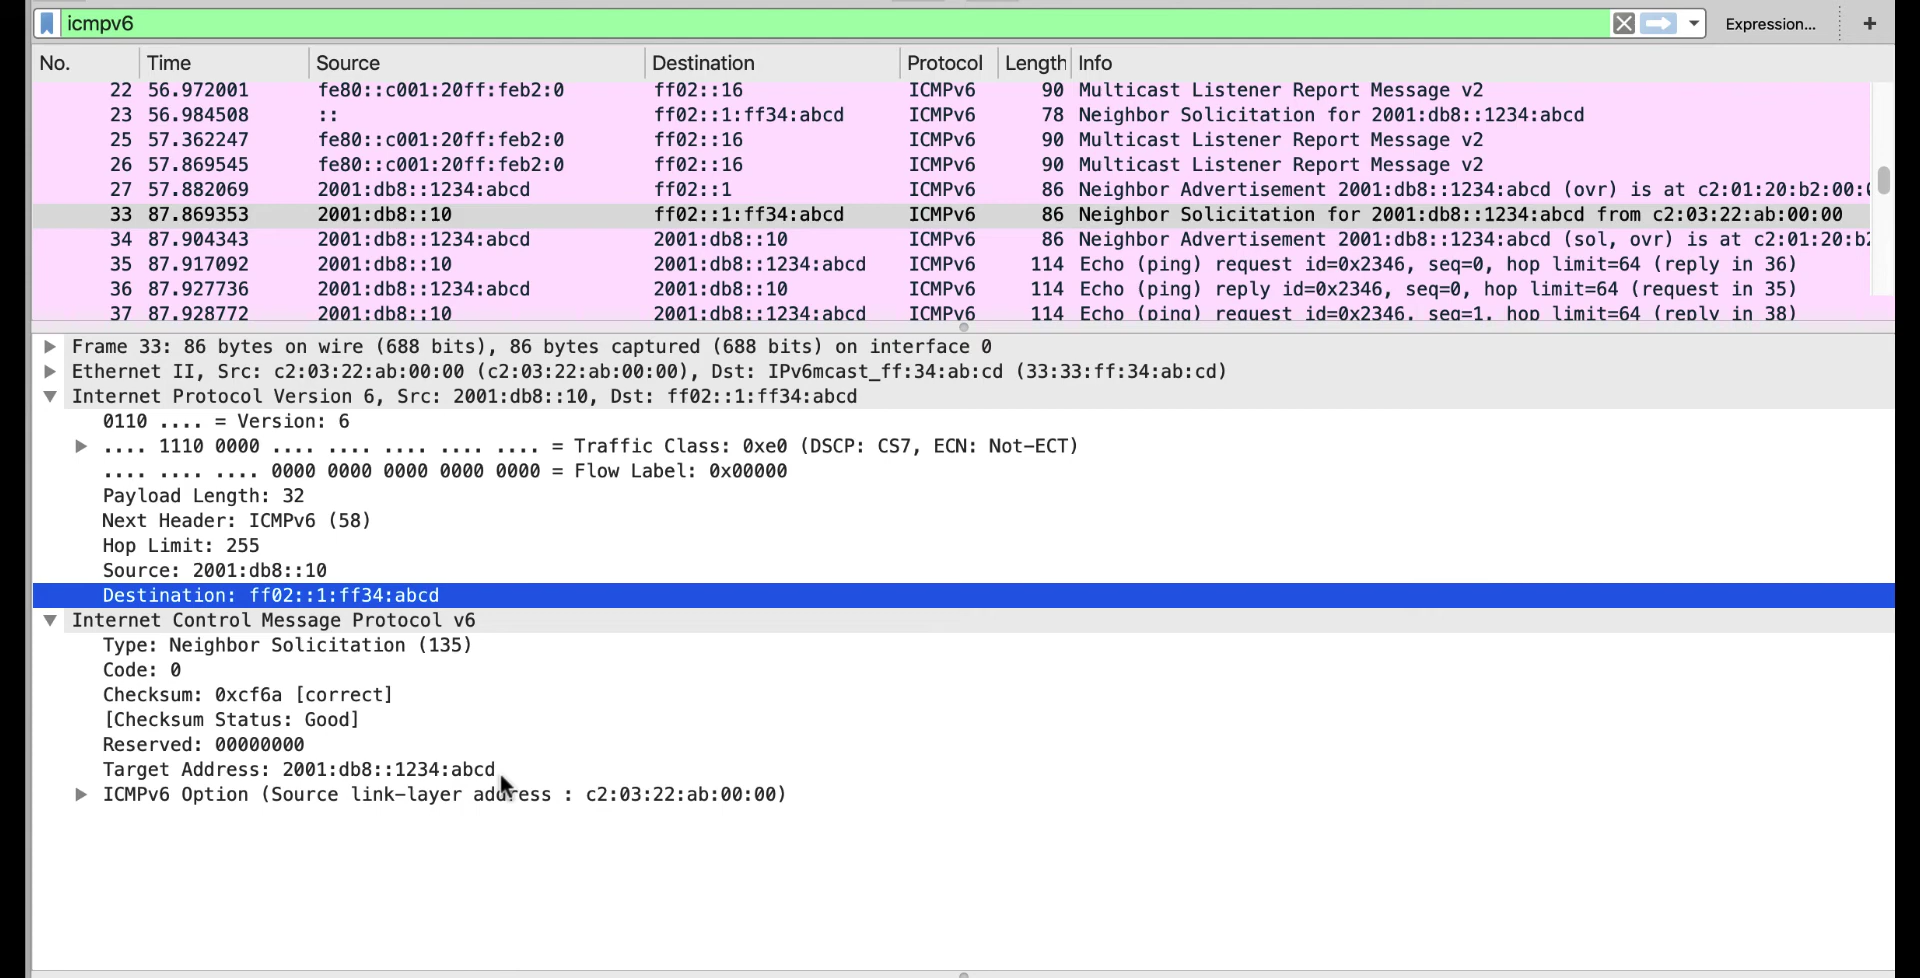 icmpv6 Expression... +
No. Time Source Destination Protocol Length Info
22 56.972001 fe80::c001:20ff:feb2:0 ff02::16 ICMPv6 90 Multicast Listener Report Message v2
23 56.984508 :: ff02::1:ff34:abcd ICMPv6 78 Neighbor Solicitation for 2001:db8::1234:abcd
25 57.362247 fe80::c001:20ff:feb2:0 ff02::16 ICMPv6 90 Multicast Listener Report Message v2
26 57.869545 fe80::c001:20ff:feb2:0 ff02::16 ICMPv6 90 Multicast Listener Report Message v2
27 57.882069 2001:db8::1234:abcd ff02::1 ICMPv6 86 Neighbor Advertisement 2001:db8::1234:abcd (ovr) is at c2:01:20:b2:00:
33 87.869353 2001:db8::10 ff02::1:ff34:abcd ICMPv6 86 Neighbor Solicitation for 2001:db8::1234:abcd from c2:03:22:ab:00:00
34 87.904343 2001:db8::1234:abcd 2001:db8::10 ICMPv6 86 Neighbor Advertisement 2001:db8::1234:abcd (sol, ovr) is at c2:01:20:b
35 87.917092 2001:db8::10 2001:db8::1234:abcd ICMPv6 114 Echo (ping) request id=0x2346, seq=0, hop limit=64 (reply in 36)
36 87.927736 2001:db8::1234:abcd 2001:db8::10 ICMPv6 114 Echo (ping) reply id=0x2346, seq=0, hop limit=64 (request in 35)
37 87.928772 2001:db8::10 2001:db8::1234:abcd ICMPv6 114 Echo (ping) request id=0x2346, seq=1, hop limit=64 (reply in 38)
Frame 33: 86 bytes on wire (688 bits), 86 bytes captured (688 bits) on interface 0
Ethernet II, Src: c2:03:22:ab:00:00 (c2:03:22:ab:00:00), Dst: IPv6mcast_ff:34:ab:cd (33:33:ff:34:ab:cd)
Internet Protocol Version 6, Src: 2001:db8::10, Dst: ff02::1:ff34:abcd
0110 .... = Version: 6
.... 1110 0000 .... .... .... .... .... = Traffic Class: 0xe0 (DSCP: CS7, ECN: Not-ECT)
.... .... .... 0000 0000 0000 0000 0000 = Flow Label: 0x00000
Payload Length: 32
Next Header: ICMPv6 (58)
Hop Limit: 255
Source: 2001:db8::10
Destination: ff02::1:ff34:abcd
Internet Control Message Protocol v6
Type: Neighbor Solicitation (135)
Code: 0
Checksum: 0xcf6a [correct]
[Checksum Status: Good]
Reserved: 00000000
Target Address: 2001:db8::1234:abcd
ICMPv6 Option (Source link-layer address : c2:03:22:ab:00:00)